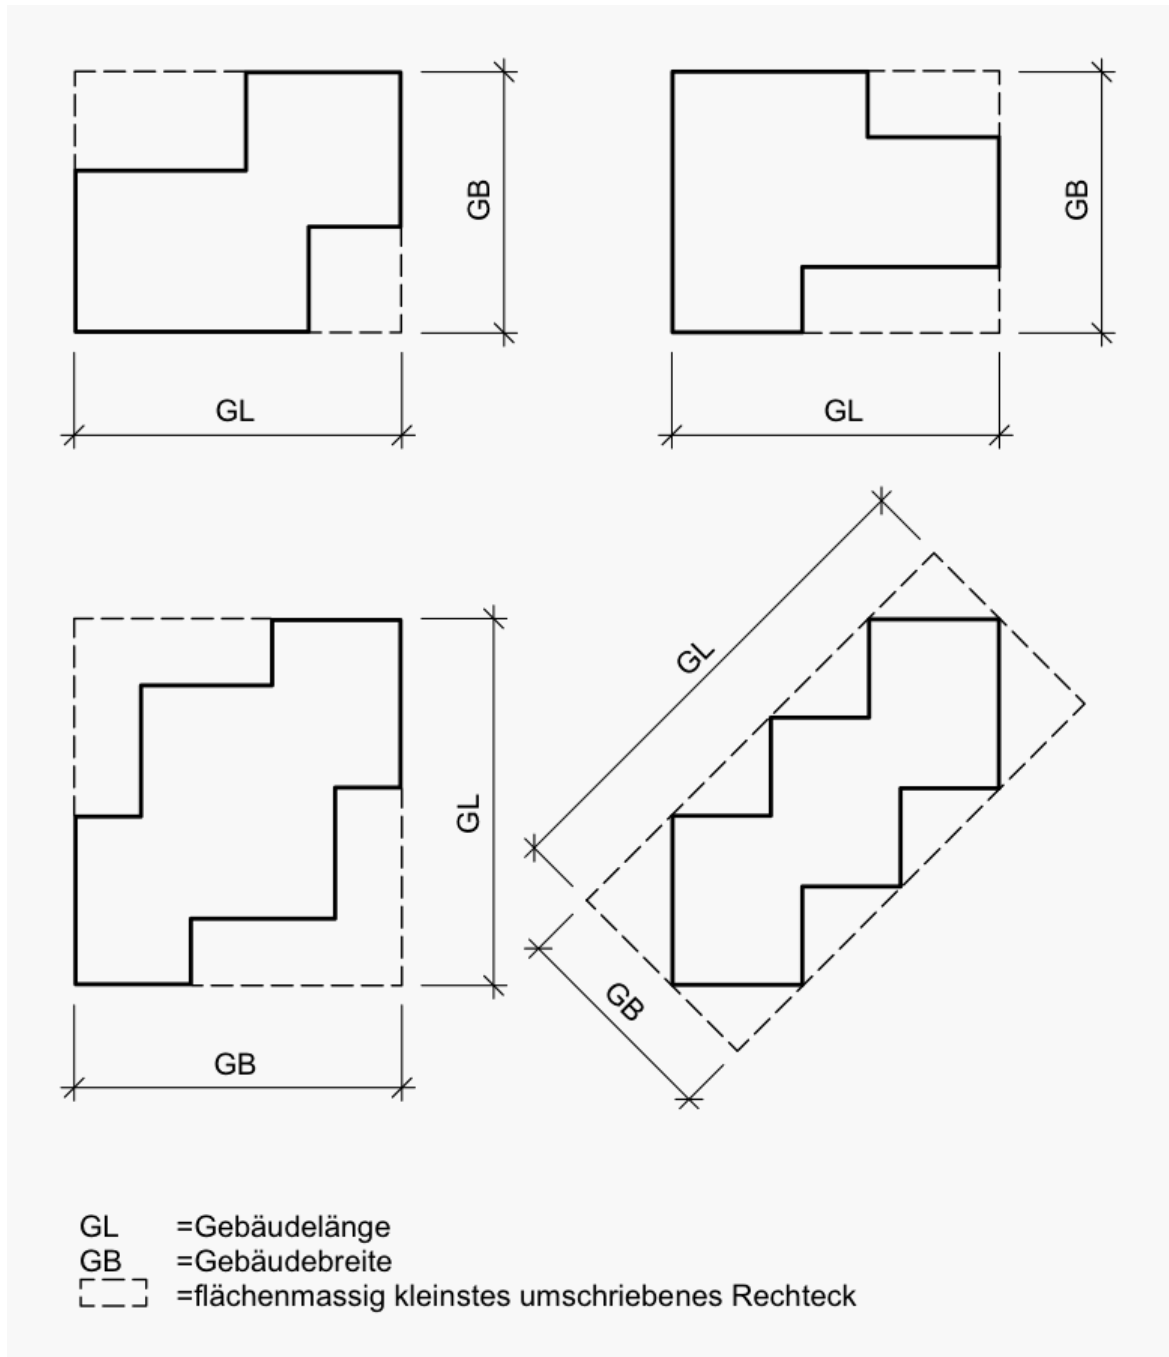 GB
GL
GB
GL
GL
GB
GL
GB
GL =Gebäudelänge
GB =Gebäudebreite
=flächenmassig kleinstes umschriebenes Rechteck